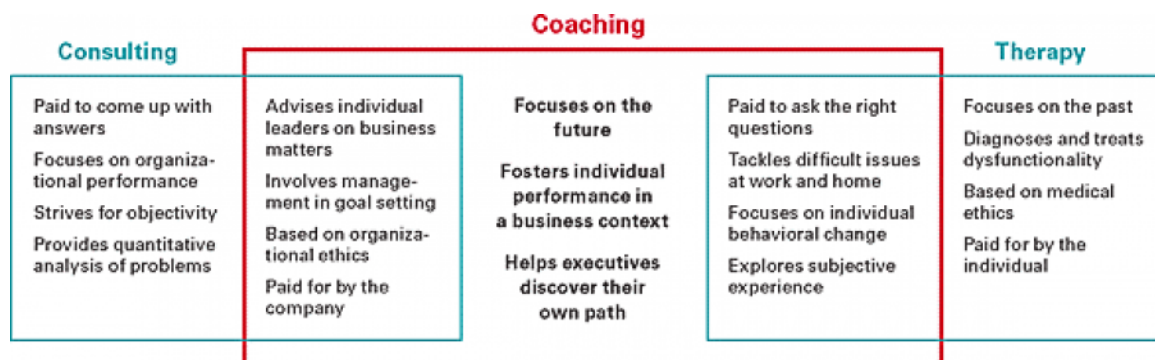 Coaching
Consulting
Therapy
Paid to come up with
answers
Focuses on organiza-
tional performance
Strives for objectivity
Provides quantitative
analysis of problems
Advises individual
leaders on business
matters
Involves manage-
ment in goal setting
Based on organiza-
tional ethics
Paid for by the
company
Focuses on the
future
Fosters individual
performance in
a business context
Helps executives
discover their
own path
Paid to ask the right
questions
Tackles difficult issues
at work and home
Focuses on individual
behavioral change
Explores subjective
experience
Focuses on the past
Diagnoses and treats
dysfunctionality
Based on medical
ethics
Paid for by the
individual